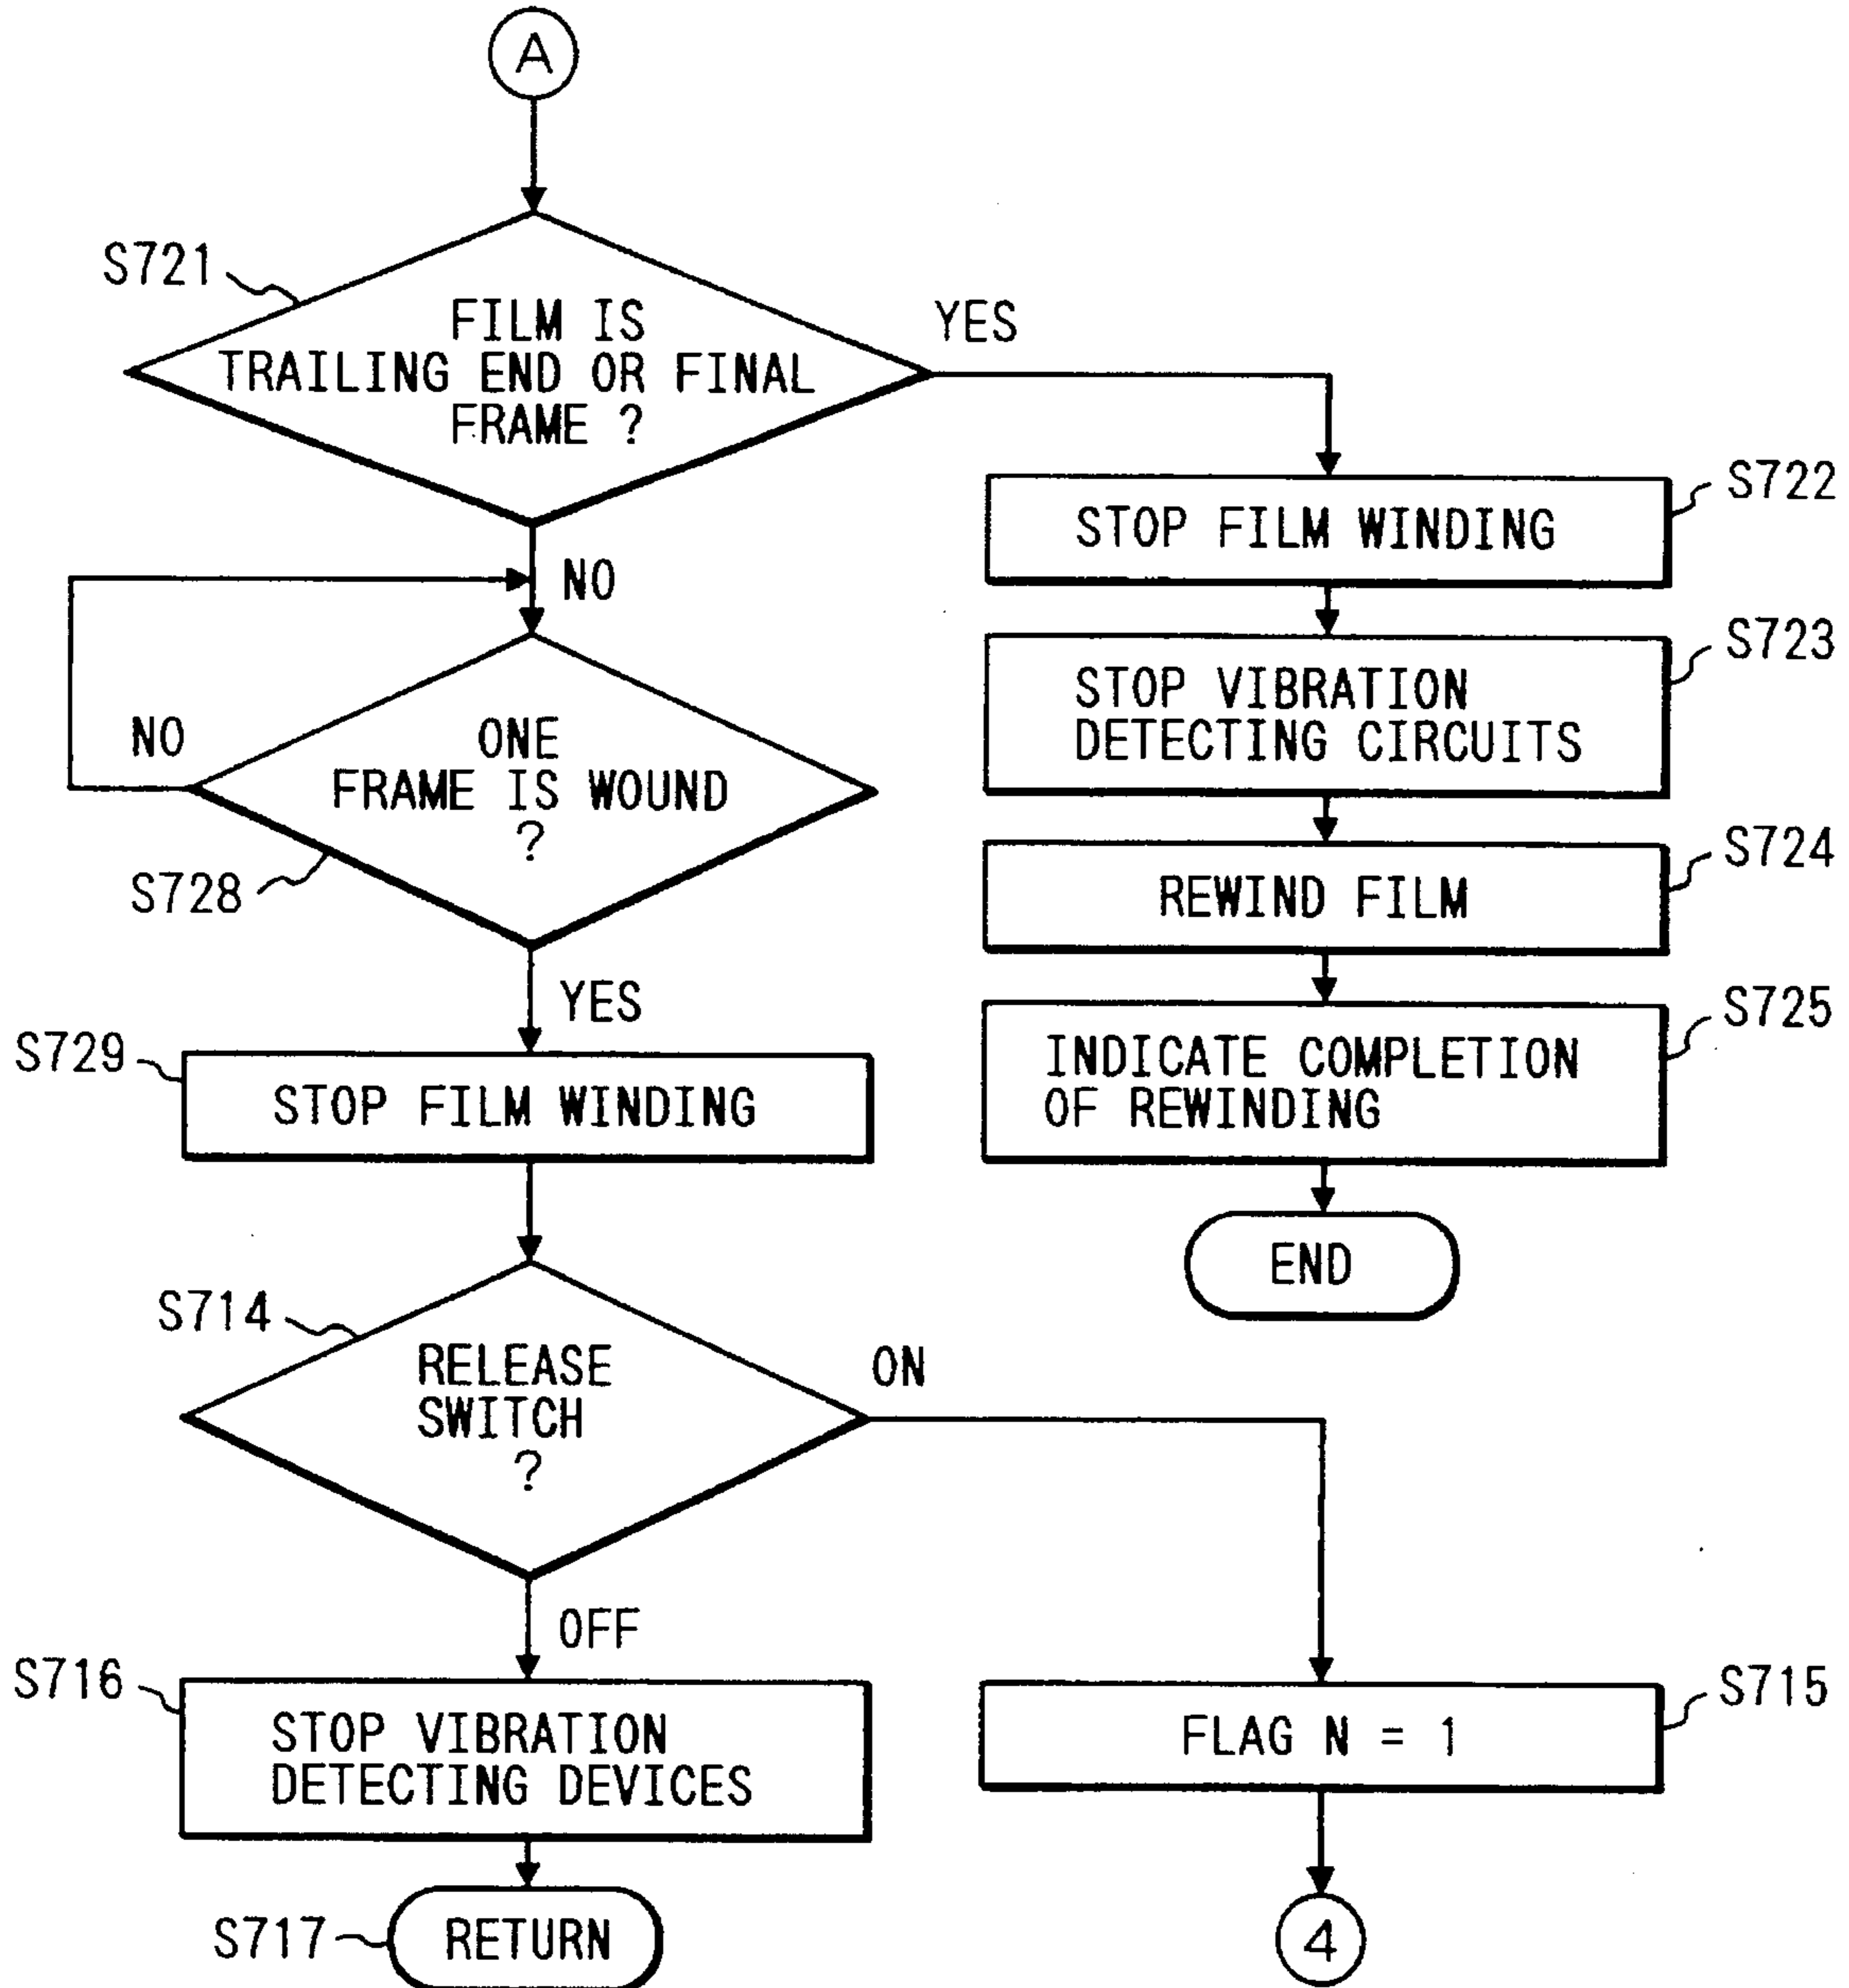 A
S721
FILM IS
TRAILING END OR FINAL
FRAME ?
YES
NO
S722
STOP FILM WINDING
S723
STOP VIBRATION
DETECTING CIRCUITS
S724
REWIND FILM
S725
INDICATE COMPLETION
OF REWINDING
END
NO
ONE
FRAME IS WOUND
?
S728
YES
S729
STOP FILM WINDING
S714
RELEASE
SWITCH
?
ON
OFF
S716
STOP VIBRATION
DETECTING DEVICES
S717
RETURN
S715
FLAG N = 1
4